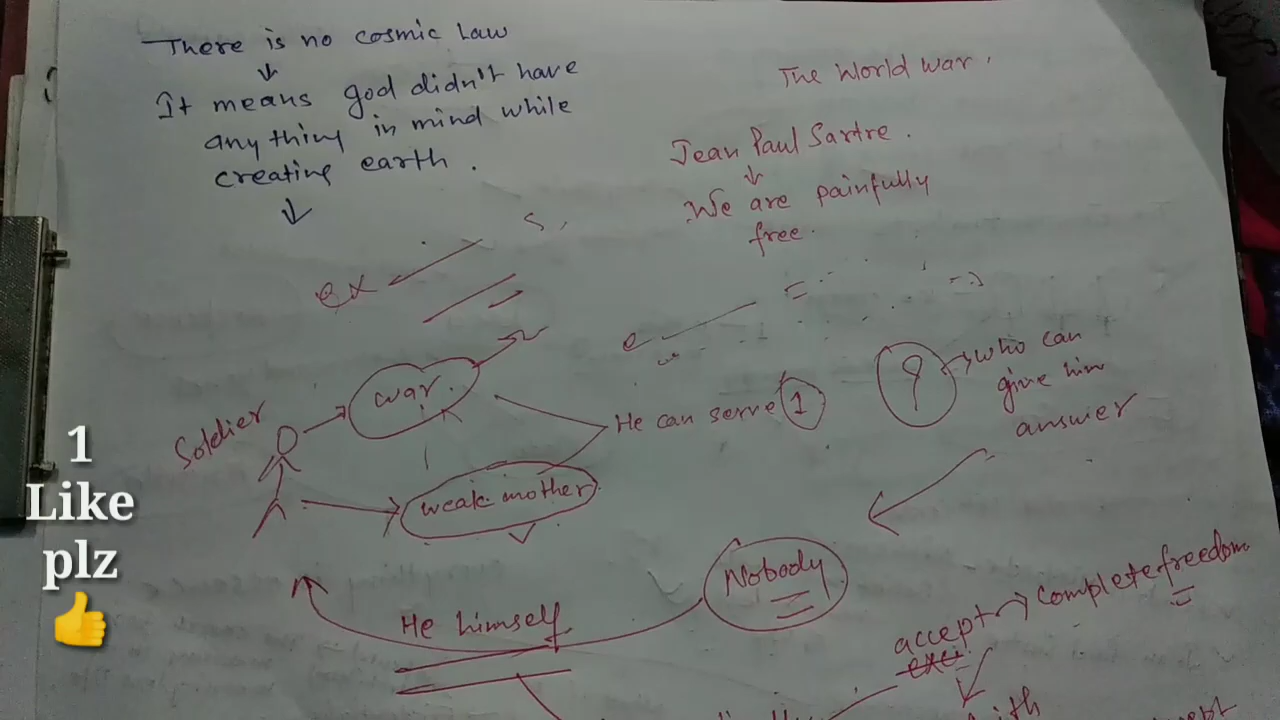 There is no cosmic law
It means god didn't have
anything in mind while
creating earth.
The World War.
Jean Paul Sartre.
We are painfully
free.
S,
ex
e
Soldier
war.
weak mother
He can serve 1
?
who can
give him
answer
Nobody
He himself
accept
complete freedom
1
Like
plz